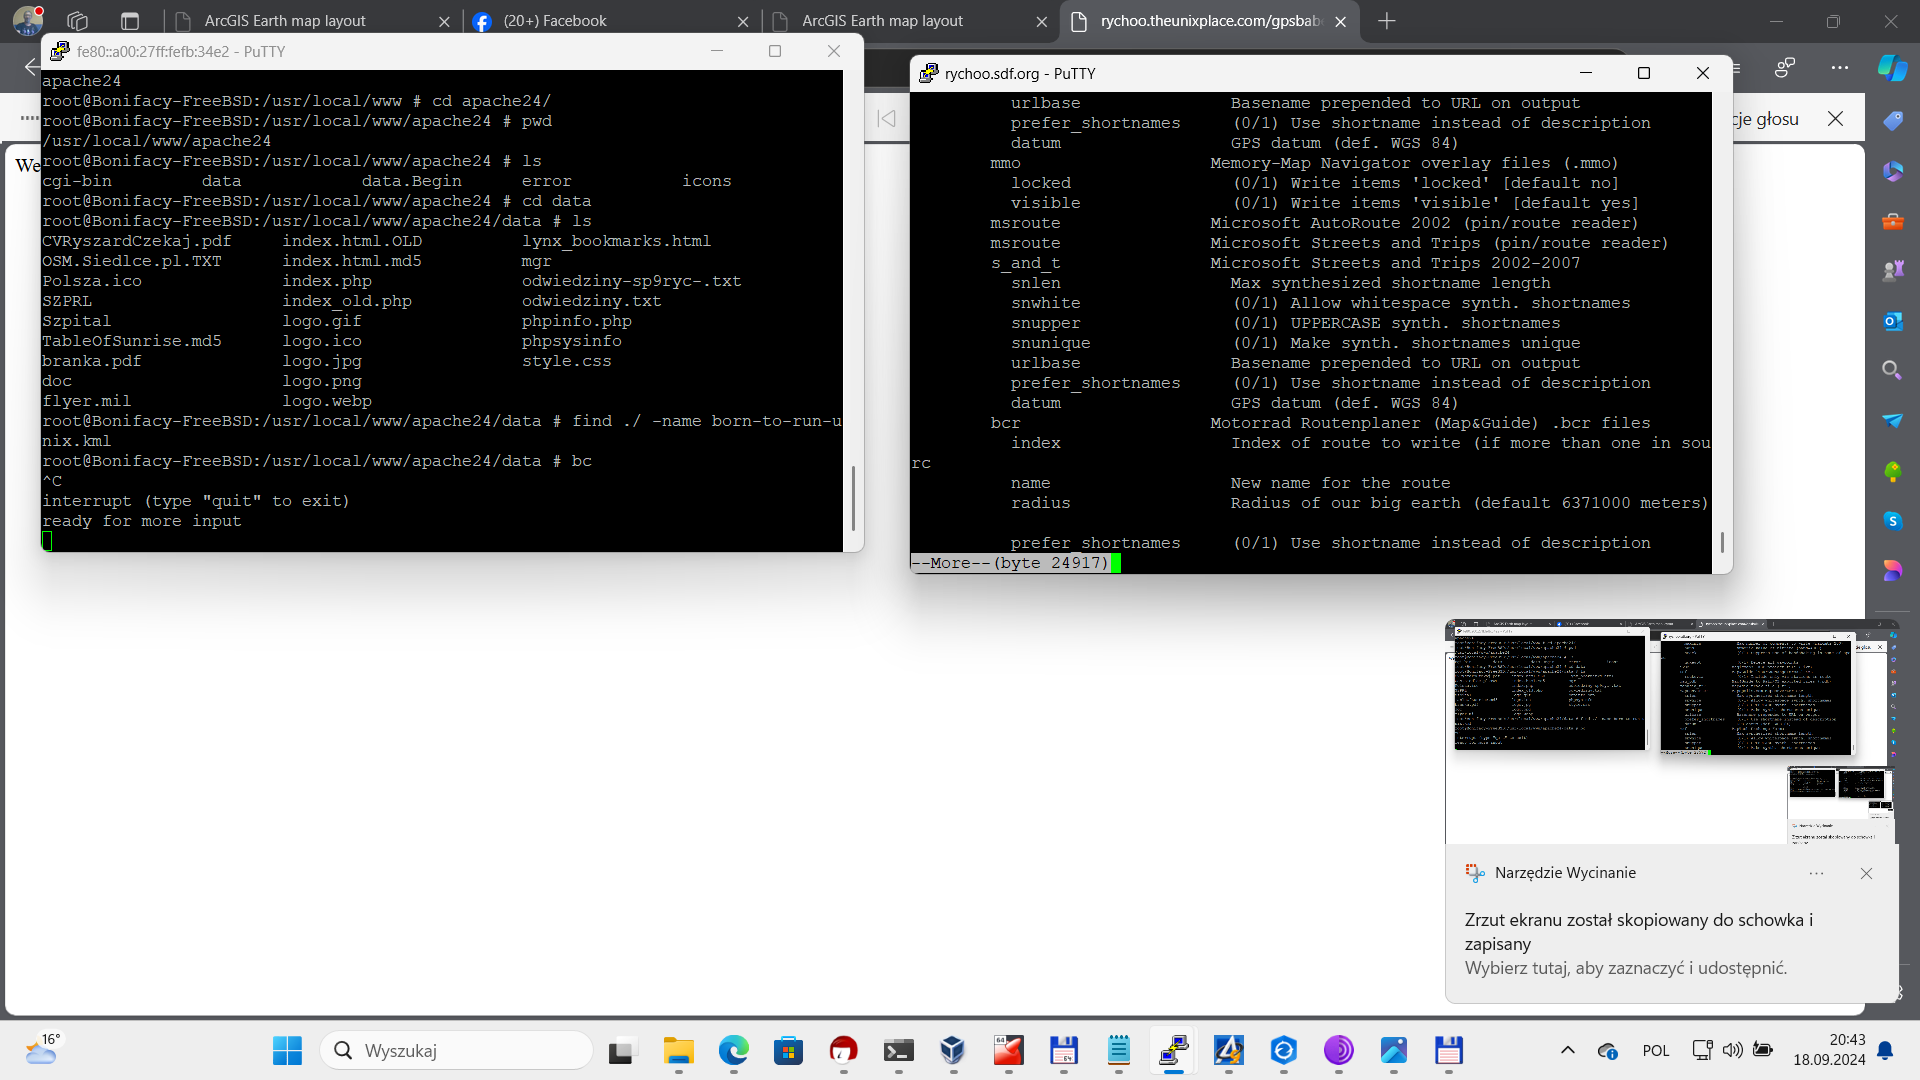 ArcGIS Earth map layout
(20+) Facebook
ArcGIS Earth map layout
rychoo.theunixplace.com/gpsbabe
fe80::a00:27ff:fefb:34e2 - PuTTY
apache24
root@Bonifacy-FreeBSD:/usr/local/www # cd apache24/
root@Bonifacy-FreeBSD:/usr/local/www/apache24 # pwd
/usr/local/www/apache24
root@Bonifacy-FreeBSD:/usr/local/www/apache24 # ls
cgi-bin data data.Begin error icons
root@Bonifacy-FreeBSD:/usr/local/www/apache24 # cd data
root@Bonifacy-FreeBSD:/usr/local/www/apache24/data # ls
CVRyszardCzekaj.pdf index.html.OLD lynx_bookmarks.html
OSM.Siedlce.pl.TXT index.html.md5 mgr
Polsza.ico index.php odwiedziny-sp9ryc-.txt
SZPRL index_old.php odwiedziny.txt
Szpital logo.gif phpinfo.php
TableOfSunrise.md5 logo.ico phpsysinfo
branka.pdf logo.jpg style.css
doc logo.png
flyer.mil logo.webp
root@Bonifacy-FreeBSD:/usr/local/www/apache24/data # find ./ -name born-to-run-u
nix.kml
root@Bonifacy-FreeBSD:/usr/local/www/apache24/data # bc
^C
interrupt (type "quit" to exit)
ready for more input
We
rychoo.sdf.org - PuTTY
urlbase Basename prepended to URL on output
prefer_shortnames (0/1) Use shortname instead of description
datum GPS datum (def. WGS 84)
mmo Memory-Map Navigator overlay files (.mmo)
locked (0/1) Write items 'locked' [default no]
visible (0/1) Write items 'visible' [default yes]
msroute Microsoft AutoRoute 2002 (pin/route reader)
msroute Microsoft Streets and Trips (pin/route reader)
s_and_t Microsoft Streets and Trips 2002-2007
snlen Max synthesized shortname length
snwhite (0/1) Allow whitespace synth. shortnames
snupper (0/1) UPPERCASE synth. shortnames
snunique (0/1) Make synth. shortnames unique
urlbase Basename prepended to URL on output
prefer_shortnames (0/1) Use shortname instead of description
datum GPS datum (def. WGS 84)
bcr Motorrad Routenplaner (Map&Guide) .bcr files
index Index of route to write (if more than one in sou
rc
name New name for the route
radius Radius of our big earth (default 6371000 meters)
prefer_shortnames (0/1) Use shortname instead of description
--More--(byte 24917)
cje głosu
Narzędzie Wycinanie
Zrzut ekranu został skopiowany do schowka i
zapisany
Wybierz tutaj, aby zaznaczyć i udostępnić.
16°
Wyszukaj
POL
20:43
18.09.2024